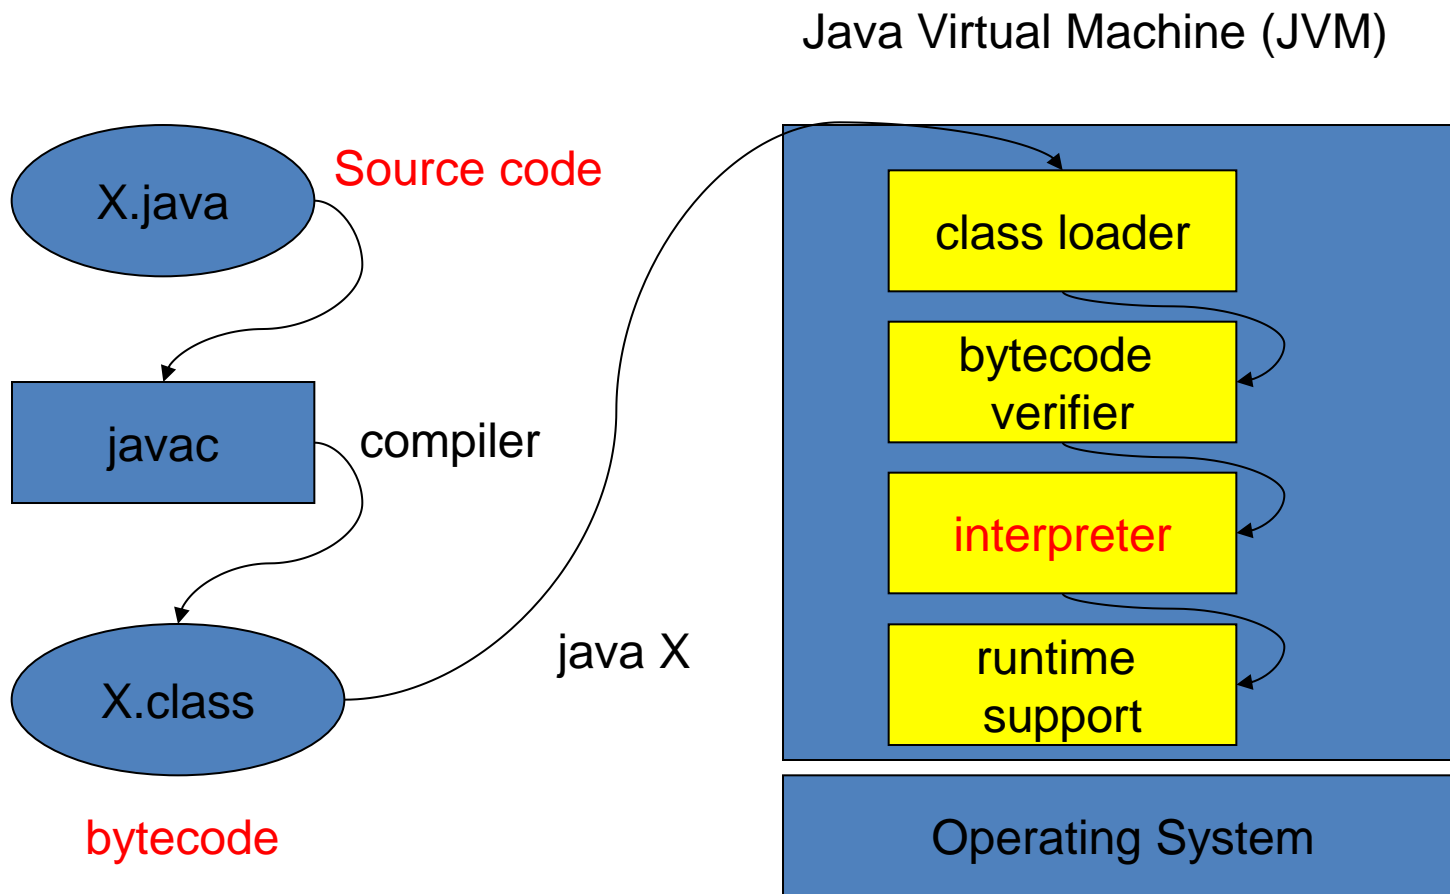 Java Virtual Machine (JVM)
X.java
Source code
javac
compiler
X.class
bytecode
java X
class loader
bytecode
verifier
interpreter
runtime
support
Operating System